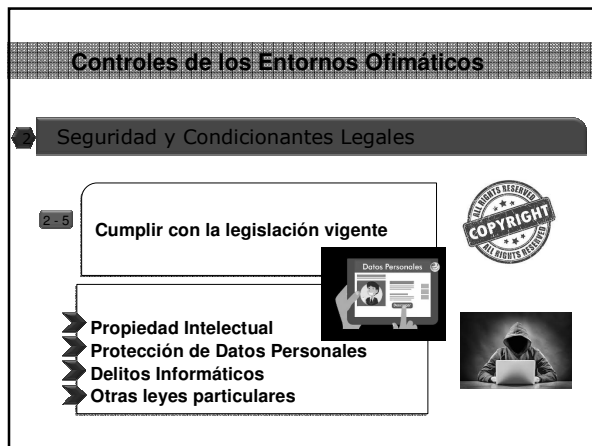 Controles de los Entornos Ofimáticos
2 Seguridad y Condicionantes Legales
2 - 5
Cumplir con la legislación vigente
ALL RIGHTS RESERVED
COPYRIGHT
ALL RIGHTS RESERVED
Datos Personales
Propiedad Intelectual
Protección de Datos Personales
Delitos Informáticos
Otras leyes particulares